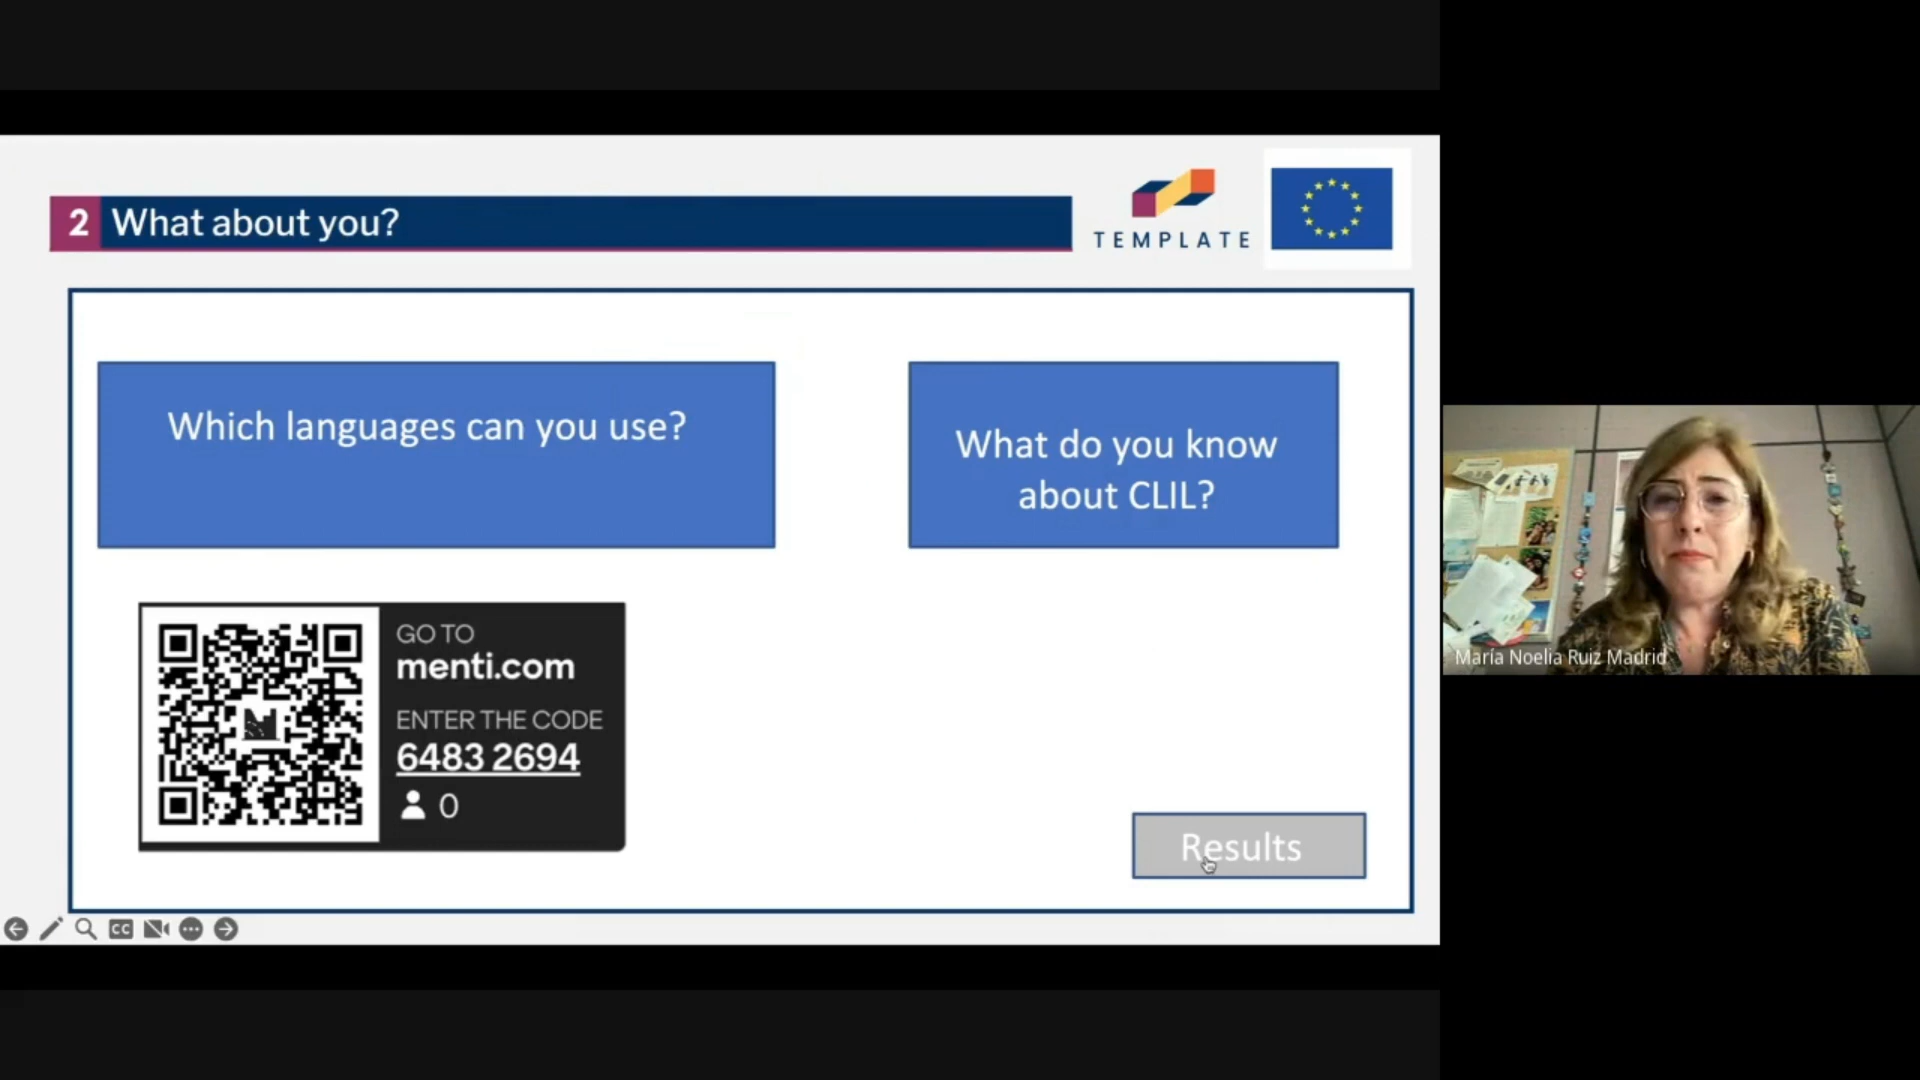 2 What about you?
TEMPLATE
Which languages can you use?
What do you know
about CLIL?
GO TO
menti.com
ENTER THE CODE
6483 2694
0
Results
CC
María Noelia Ruiz Madrid